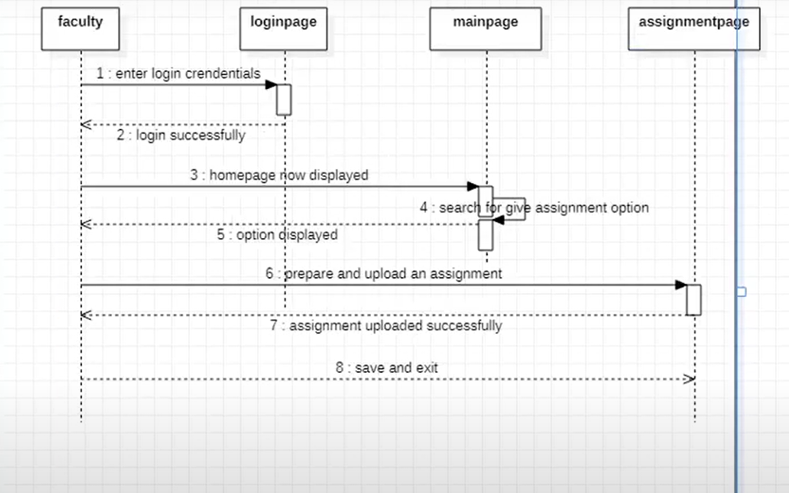 faculty
loginpage
mainpage
assignmentpage
1 : enter login crendentials
2 : login successfully
3 : homepage now displayed
4 : search for give assignment option
5 : option displayed
6 : prepare and upload an assignment
7 : assignment uploaded successfully
8 : save and exit